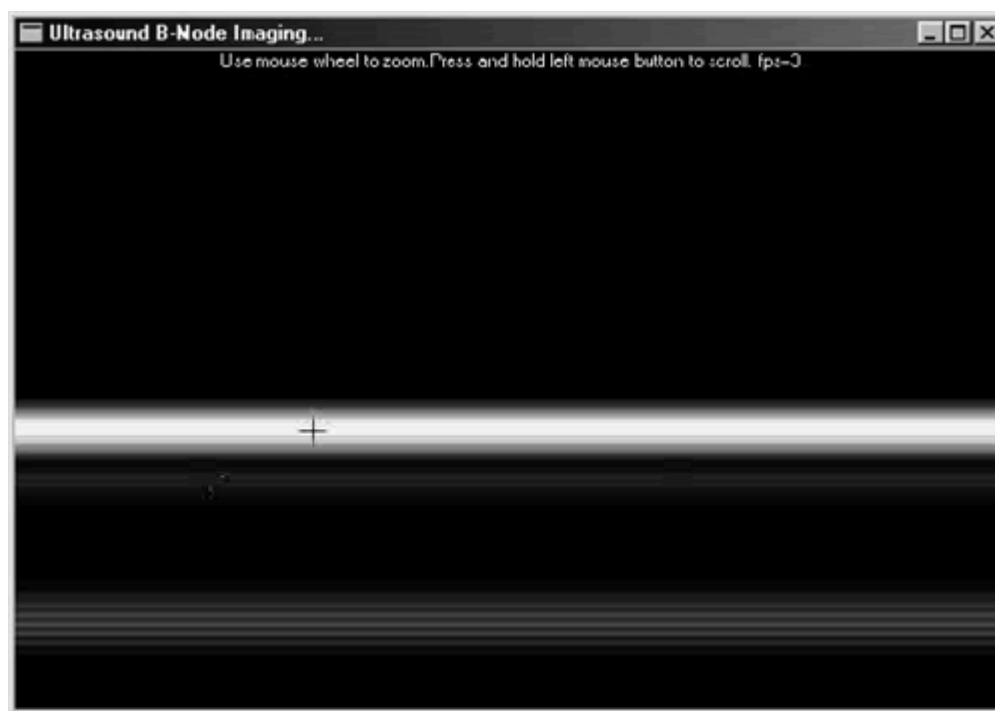 Ultrasound B-Node Imaging...
Use mouse wheel to zoom.Press and hold left mouse button to scroll. fps=3